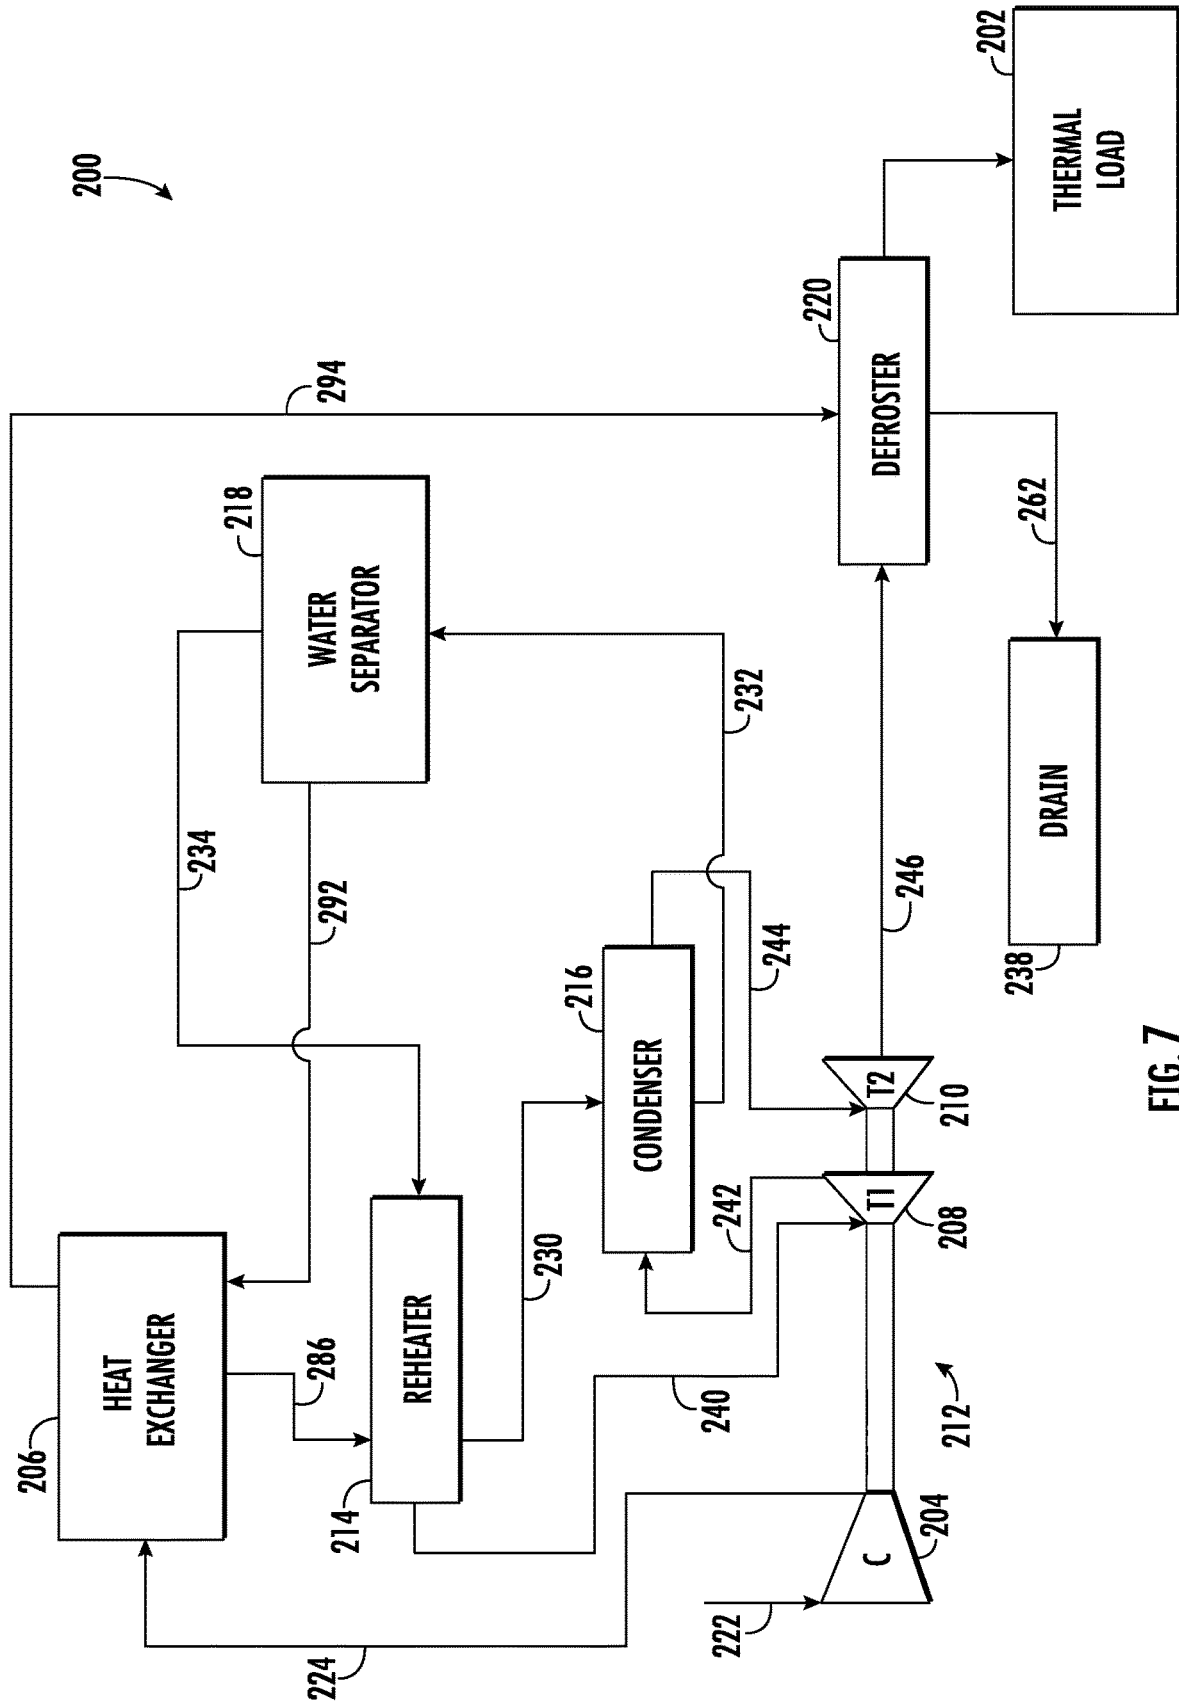 200
294
218
WATER
SEPARATOR
234
292
232
206
HEAT
EXCHANGER
286
214
REHEATER
230
216
CONDENSER
244
242
240
224
222
C
204
212
T1
208
T2
210
246
220
DEFROSTER
262
238
DRAIN
202
THERMAL
LOAD
FIG. 7